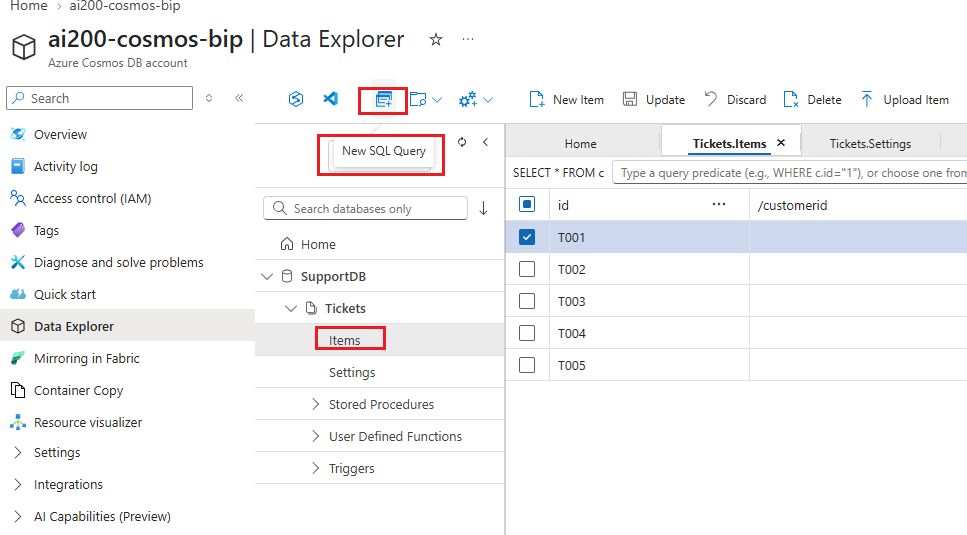 Home > ai200-cosmos-bip
ai200-cosmos-bip | Data Explorer
Azure Cosmos DB account
Search
Overview
Activity log
Access control (IAM)
Tags
Diagnose and solve problems
Quick start
Data Explorer
Mirroring in Fabric
Container Copy
Resource visualizer
Settings
Integrations
AI Capabilities (Preview)
New SQL Query
Search databases only
Home
SupportDB
Tickets
Items
Settings
Stored Procedures
User Defined Functions
Triggers
New Item Update Discard Delete Upload Item
Home Tickets.Items Tickets.Settings
SELECT * FROM c Type a query predicate (e.g., WHERE c.id="1"), or choose one from
id ... /customerid
T001
T002
T003
T004
T005